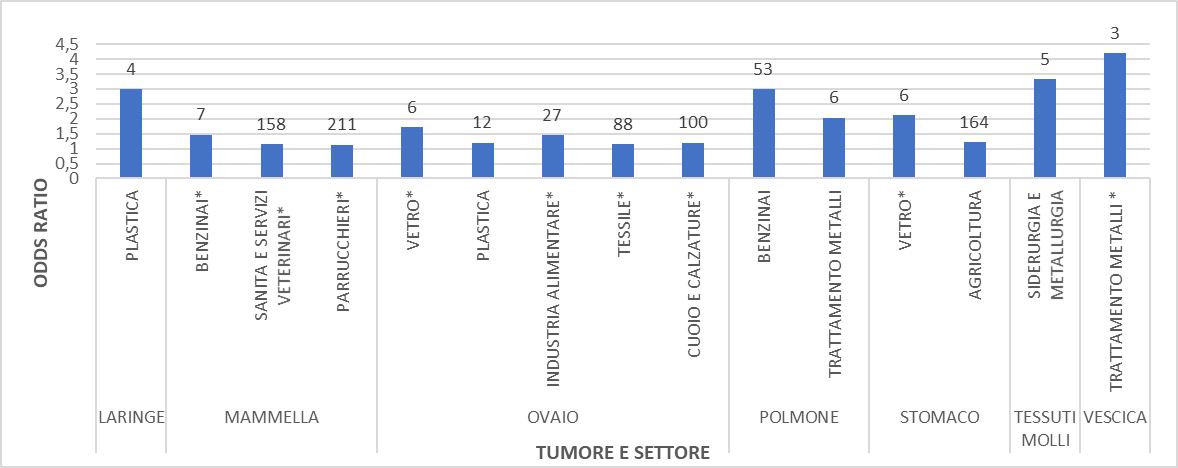 4,5
4
3,5
3
2,5
2
1,5
1
0,5
0
ODDS RATIO
4
7
158
211
6
12
27
88
100
53
6
6
164
5
3
PLASTICA
BENZINAI*
SANITA E SERVIZI
VETERINARI*
PARRUCCHIERI*
VETRO*
PLASTICA
INDUSTRIA ALIMENTARE*
TESSILE*
CUOIO E CALZATURE*
BENZINAI
TRATTAMENTO METALLI
VETRO*
AGRICOLTURA
SIDERURGIA E
METALLURGIA
TRATTAMENTO METALLI *
LARINGE
MAMMELLA
OVAIO
POLMONE
STOMACO
TESSUTI
MOLLI
VESCICA
TUMORE E SETTORE